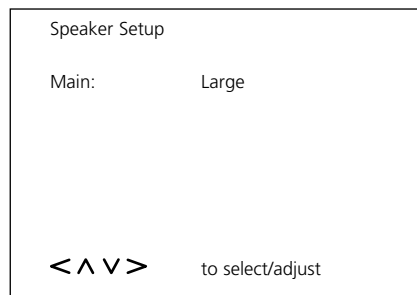 Speaker Setup
Main: Large
< ∧ ∨ > to select/adjust